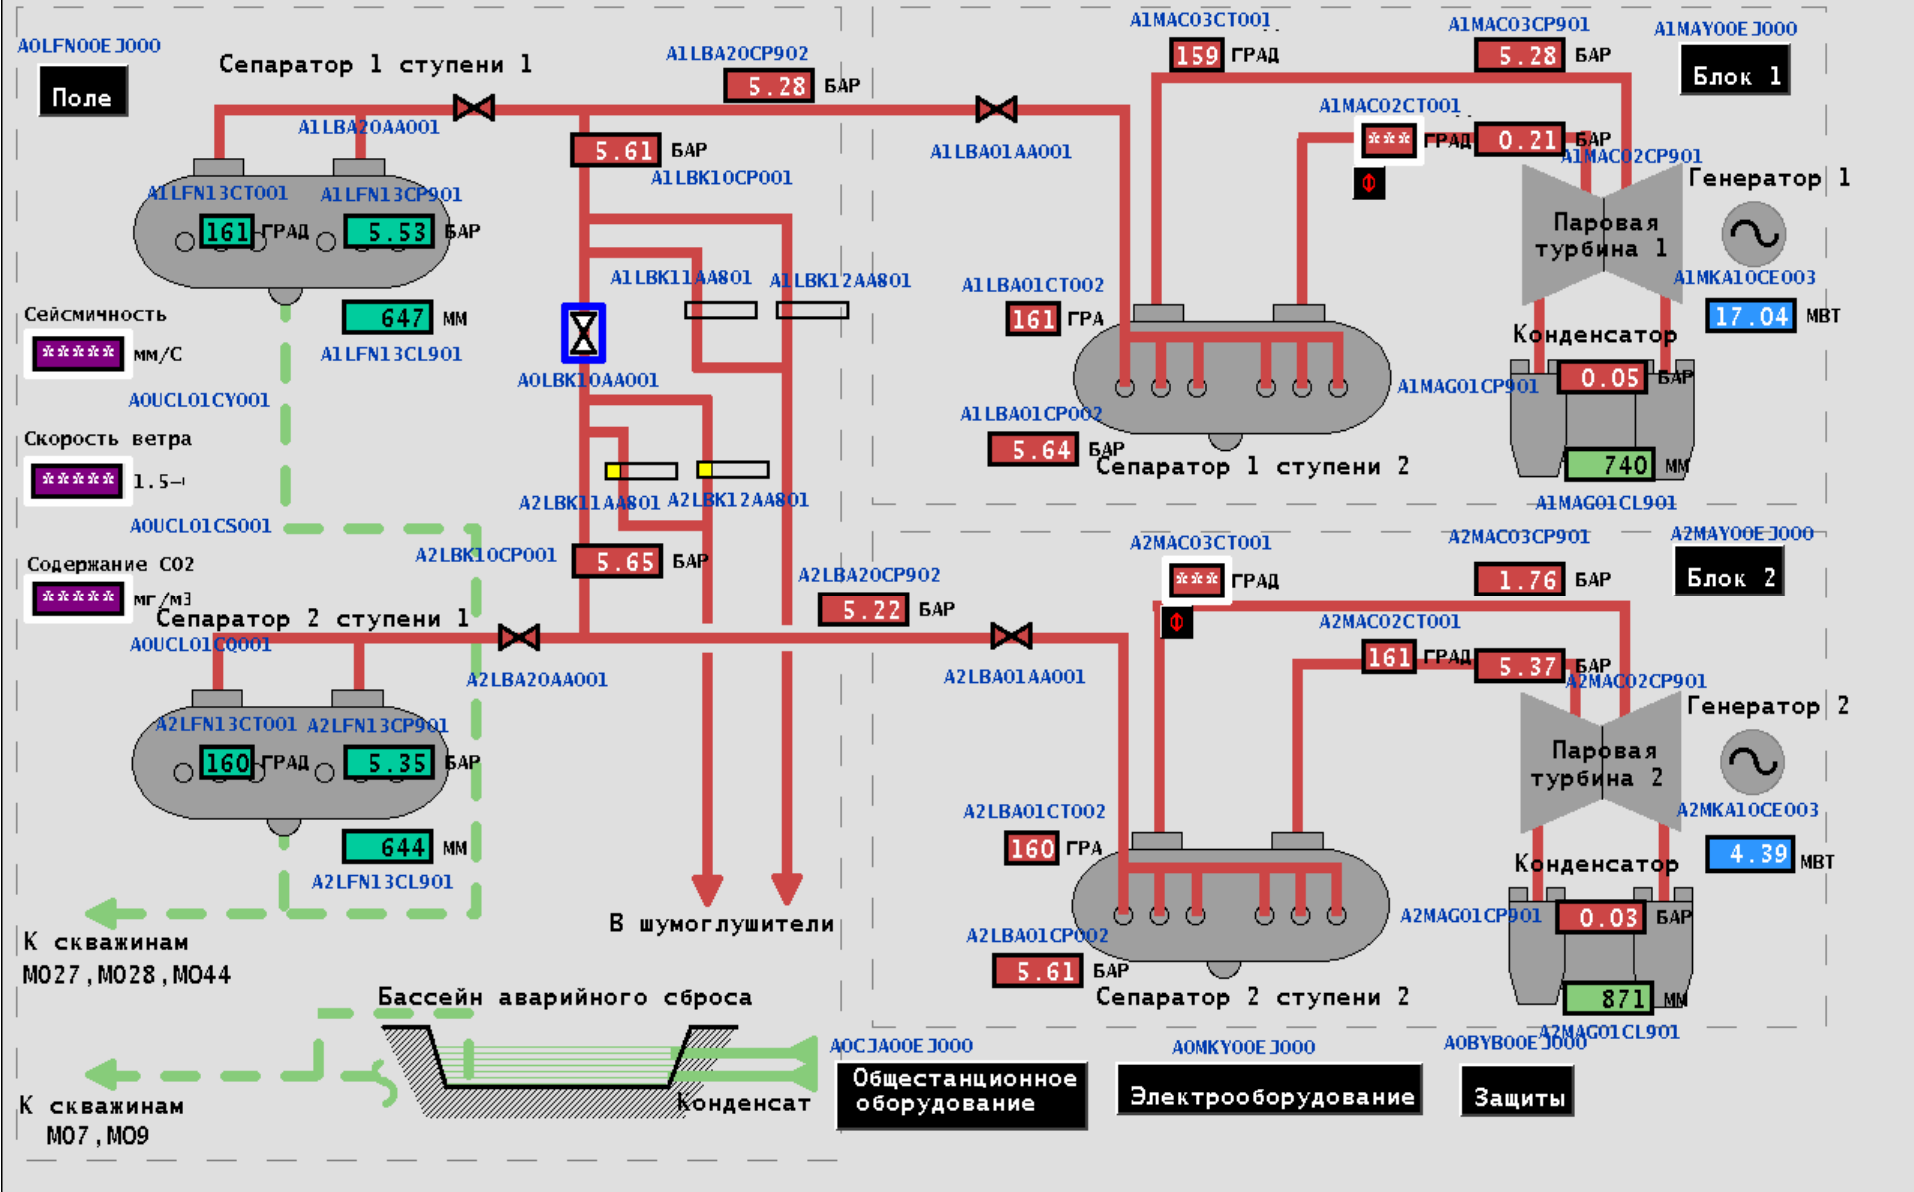 A0LFN00EJ000
Поле
Сепаратор 1 ступени 1
A1LBA20CP902
5.28 БАР
A1LBA20AA001
5.61 БАР
A1LBK10CP001
A1LFN13CT001
A1LFN13CP901
161 ГРАД
5.53 БАР
647 ММ
A1LFN13CL901
Сейсмичность
***** мм/С
A0UCL01CY001
Скорость ветра
***** 1.5-
A0UCL01CS001
Содержание СО2
***** мг/м3
A0UCL01CQ001
A1LBK11AA801
A1LBK12AA801
A0LBK10AA001
A2LBK11AA801
A2LBK12AA801
A2LBK10CP001
5.65 БАР
A2LBA20CP902
5.22 БАР
Сепаратор 2 ступени 1
A2LBA20AA001
A2LFN13CT001
A2LFN13CP901
160 ГРАД
5.35 БАР
644 ММ
A2LFN13CL901
К скважинам
М027,М028,М044
В шумоглушители
Бассейн аварийного сброса
Конденсат
К скважинам
М07,М09
A1MAC03CT001
159 ГРАД
A1MAC03CP901
5.28 БАР
A1MAY00EJ000
Блок 1
A1LBA01AA001
A1MAC02CT001
*** ГРАД
Ф
0.21 БАР
A1MAC02CP901
Генератор 1
Паровая
турбина 1
A1MKA10CE003
17.04 МВТ
A1LBA01CT002
161 ГРА
A1LBA01CP002
5.64 БАР
Сепаратор 1 ступени 2
Конденсатор
0.05 БАР
A1MAG01CP901
740 ММ
A1MAG01CL901
A2MAC03CT001
*** ГРАД
Ф
A2MAC03CP901
1.76 БАР
A2MAY00EJ000
Блок 2
A2LBA01AA001
A2MAC02CT001
161 ГРАД
5.37 БАР
A2MAC02CP901
Генератор 2
Паровая
турбина 2
A2MKA10CE003
4.39 МВТ
A2LBA01CT002
160 ГРА
A2LBA01CP002
5.61 БАР
Сепаратор 2 ступени 2
Конденсатор
0.03 БАР
A2MAG01CP901
871 ММ
A2MAG01CL901
A0CJA00EJ000
Общестанционное
оборудование
A0MKY00EJ000
Электрооборудование
A0BYB00EJ000
Защиты